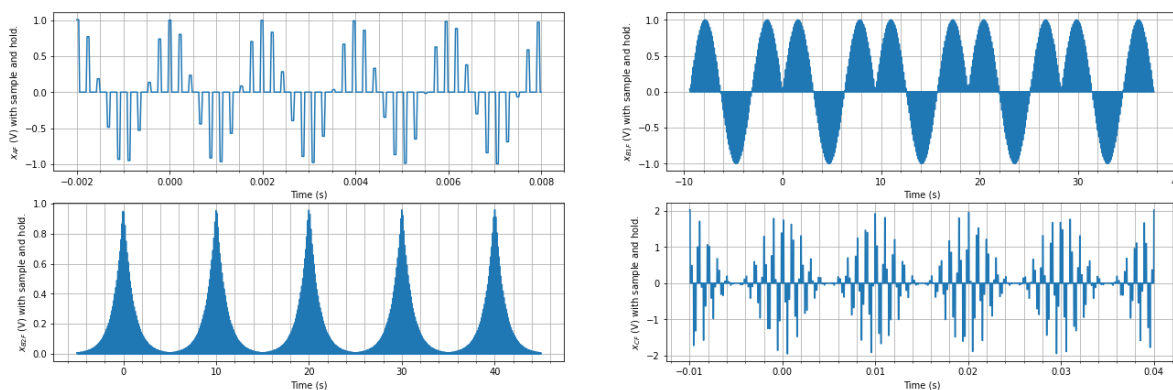 1.0
0.5
0.0
−0.5
−1.0
x_AF (V) with sample and hold.
−0.002 0.000 0.002 0.004 0.006 0.008
Time (s)
1.0
0.5
0.0
−0.5
−1.0
x_B1F (V) with sample and hold.
−10 0 10 20 30
Time (s)
1.0
0.8
0.6
0.4
0.2
0.0
x_B2F (V) with sample and hold.
0 10 20 30 40
Time (s)
2
1
0
−1
−2
x_CF (V) with sample and hold.
−0.01 0.00 0.01 0.02 0.03 0.04
Time (s)